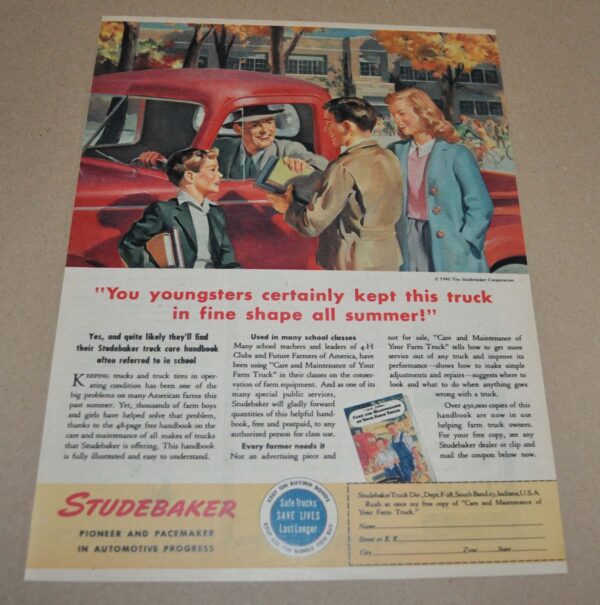 © 1945 The Studebaker Corporation
"You youngsters certainly kept this truck
in fine shape all summer!"
Yes, and quite likely they'll find
their Studebaker truck care handbook
often referred to in school
KEEPING trucks and truck tires in oper-
ating condition has been one of the
big problems on many American farms this
past summer. Yet, thousands of farm boys
and girls have helped solve that problem,
thanks to the 48-page free handbook on the
care and maintenance of all makes of trucks
that Studebaker is offering. This handbook
is fully illustrated and easy to understand.
Used in many school classes
Many school teachers and leaders of 4-H
Clubs and Future Farmers of America, have
been using "Care and Maintenance of Your
Farm Truck" in their classes on the conser-
vation of farm equipment. And as one of its
many special public services,
Studebaker will gladly forward
quantities of this helpful hand-
book, free and postpaid, to any
authorized person for class use.
Every farmer needs it
Not an advertising piece and
not for sale, "Care and Maintenance of
Your Farm Truck" tells how to get more
service out of any truck and improve its
performance—shows how to make simple
adjustments and repairs—suggests where to
look and what to do when anything goes
wrong with a truck.
Over 450,000 copies of this
handbook are now in use
helping farm truck owners.
For your free copy, see any
Studebaker dealer or clip and
mail the coupon below now.
CARE AND MAINTENANCE
OF YOUR FARM TRUCK
STUDEBAKER
PIONEER AND PACEMAKER
IN AUTOMOTIVE PROGRESS
KEEP ON BUYING BONDS
Safe Trucks
SAVE LIVES
Last Longer
KEEP ALL THE BONDS YOU BUY
Studebaker Truck Div., Dept. F-28, South Bend 27, Indiana, U.S.A.
Rush at once my free copy of "Care and Maintenance of
Your Farm Truck."
Name
Street or R. R.
City Zone State